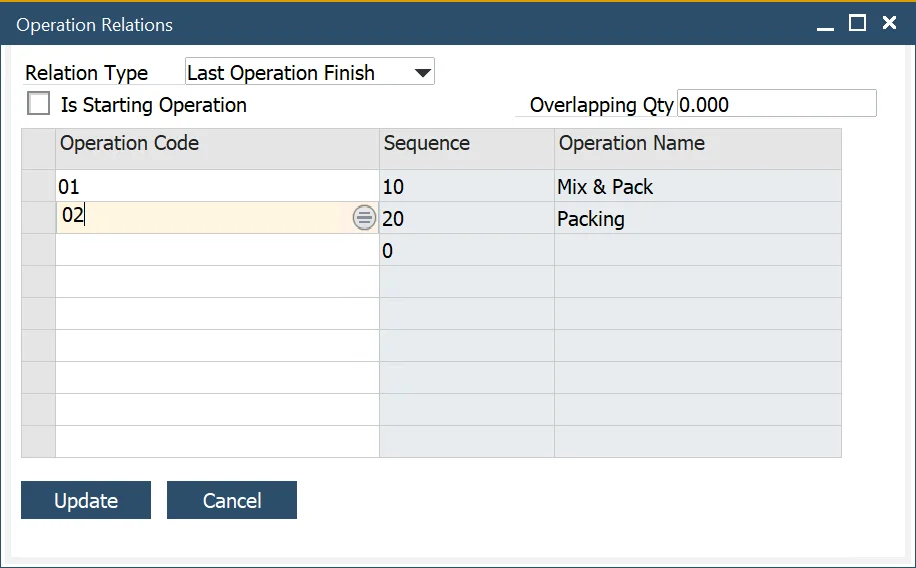 Operation Relations
Relation Type Last Operation Finish
Is Starting Operation Overlapping Qty 0.000
Operation Code Sequence Operation Name
01 10 Mix & Pack
02 20 Packing
0
Update Cancel